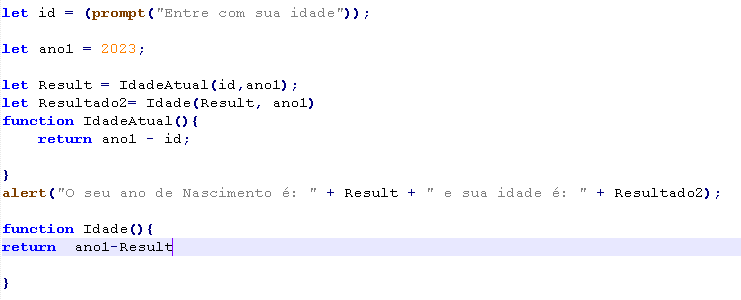 let id = (prompt("Entre com sua idade"));
let ano1 = 2023;
let Result = IdadeAtual(id,ano1);
let Resultado2= Idade(Result, ano1)
function IdadeAtual(){
return ano1 - id;
}
alert("O seu ano de Nascimento é: " + Result + " e sua idade é: " + Resultado2);
function Idade(){
return  ano1-Result
}